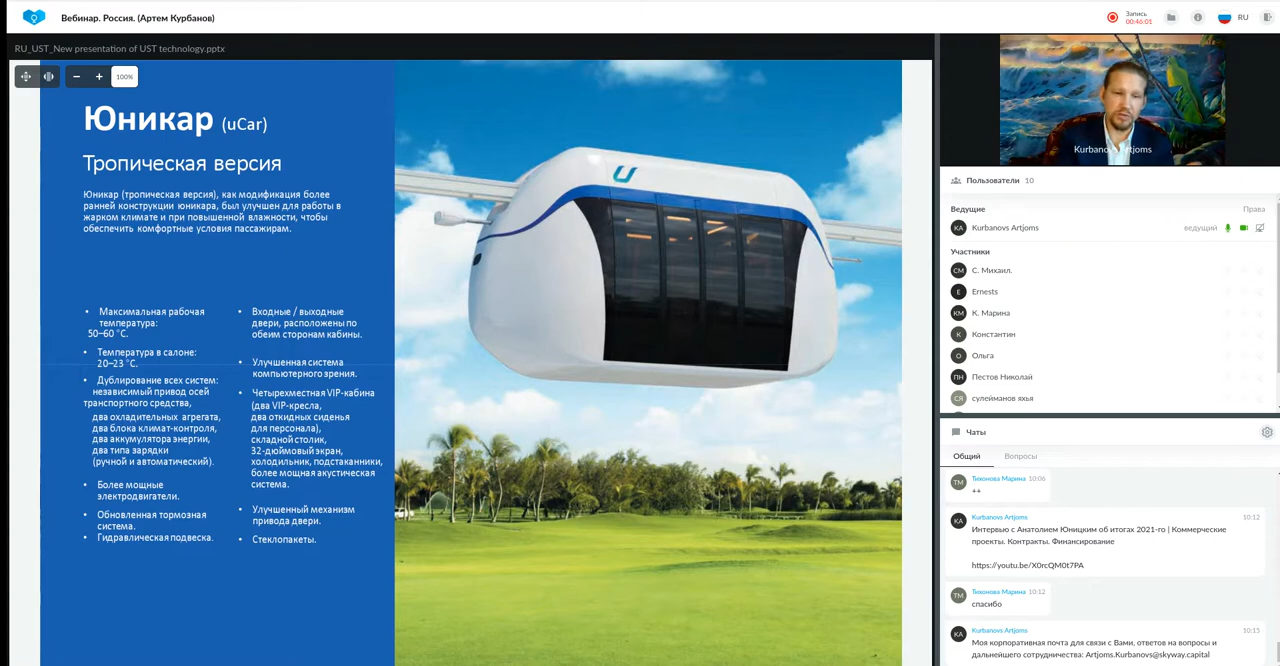 Вебинар. Россия. (Артем Курбанов)
Запись
00:46:01
RU
RU_UST_New presentation of UST technology.pptx
100%
Юникар (uCar)
Тропическая версия
Юникар (тропическая версия), как модификация более
ранней конструкции юникара, был улучшен для работы в
жарком климате и при повышенной влажности, чтобы
обеспечить комфортные условия пассажирам.
• Максимальная рабочая
температура:
50–60 °C.
• Температура в салоне:
20–23 °C.
• Дублирование всех систем:
независимый привод осей
транспортного средства,
два охладительных агрегата,
два блока климат-контроля,
два аккумулятора энергии,
два типа зарядки
(ручной и автоматический).
• Более мощные
электродвигатели.
• Обновленная тормозная
система.
• Гидравлическая подвеска.
• Входные / выходные
двери, расположены по
обеим сторонам кабины.
• Улучшенная система
компьютерного зрения.
• Четырехместная VIP-кабина
(два VIP-кресла,
два откидных сиденья
для персонала),
складной столик,
32-дюймовый экран,
холодильник, подстаканники,
более мощная акустическая
система.
• Улучшенный механизм
привода двери.
• Стеклопакеты.
U
Kurbanovs Artjoms
Пользователи 10
Ведущие Права
KA Kurbanovs Artjoms ведущий
Участники
СМ С. Михаил.
E Ernests
КМ К. Марина
К Константин
О Ольга
ПН Пестов Николай
СЯ сулейманов яхья
Чаты
Общий Вопросы
ТМ Тихонова Марина 10:06
++
KA Kurbanovs Artjoms 10:12
Интервью с Анатолием Юницким об итогах 2021-го | Коммерческие
проекты. Контракты. Финансирование
https://youtu.be/X0rcQM0t7PA
ТМ Тихонова Марина 10:12
спасибо
KA Kurbanovs Artjoms 10:15
Моя корпоративная почта для связи с Вами, ответов на вопросы и
дальнейшего сотрудничества: Artjoms.Kurbanovs@skyway.capital